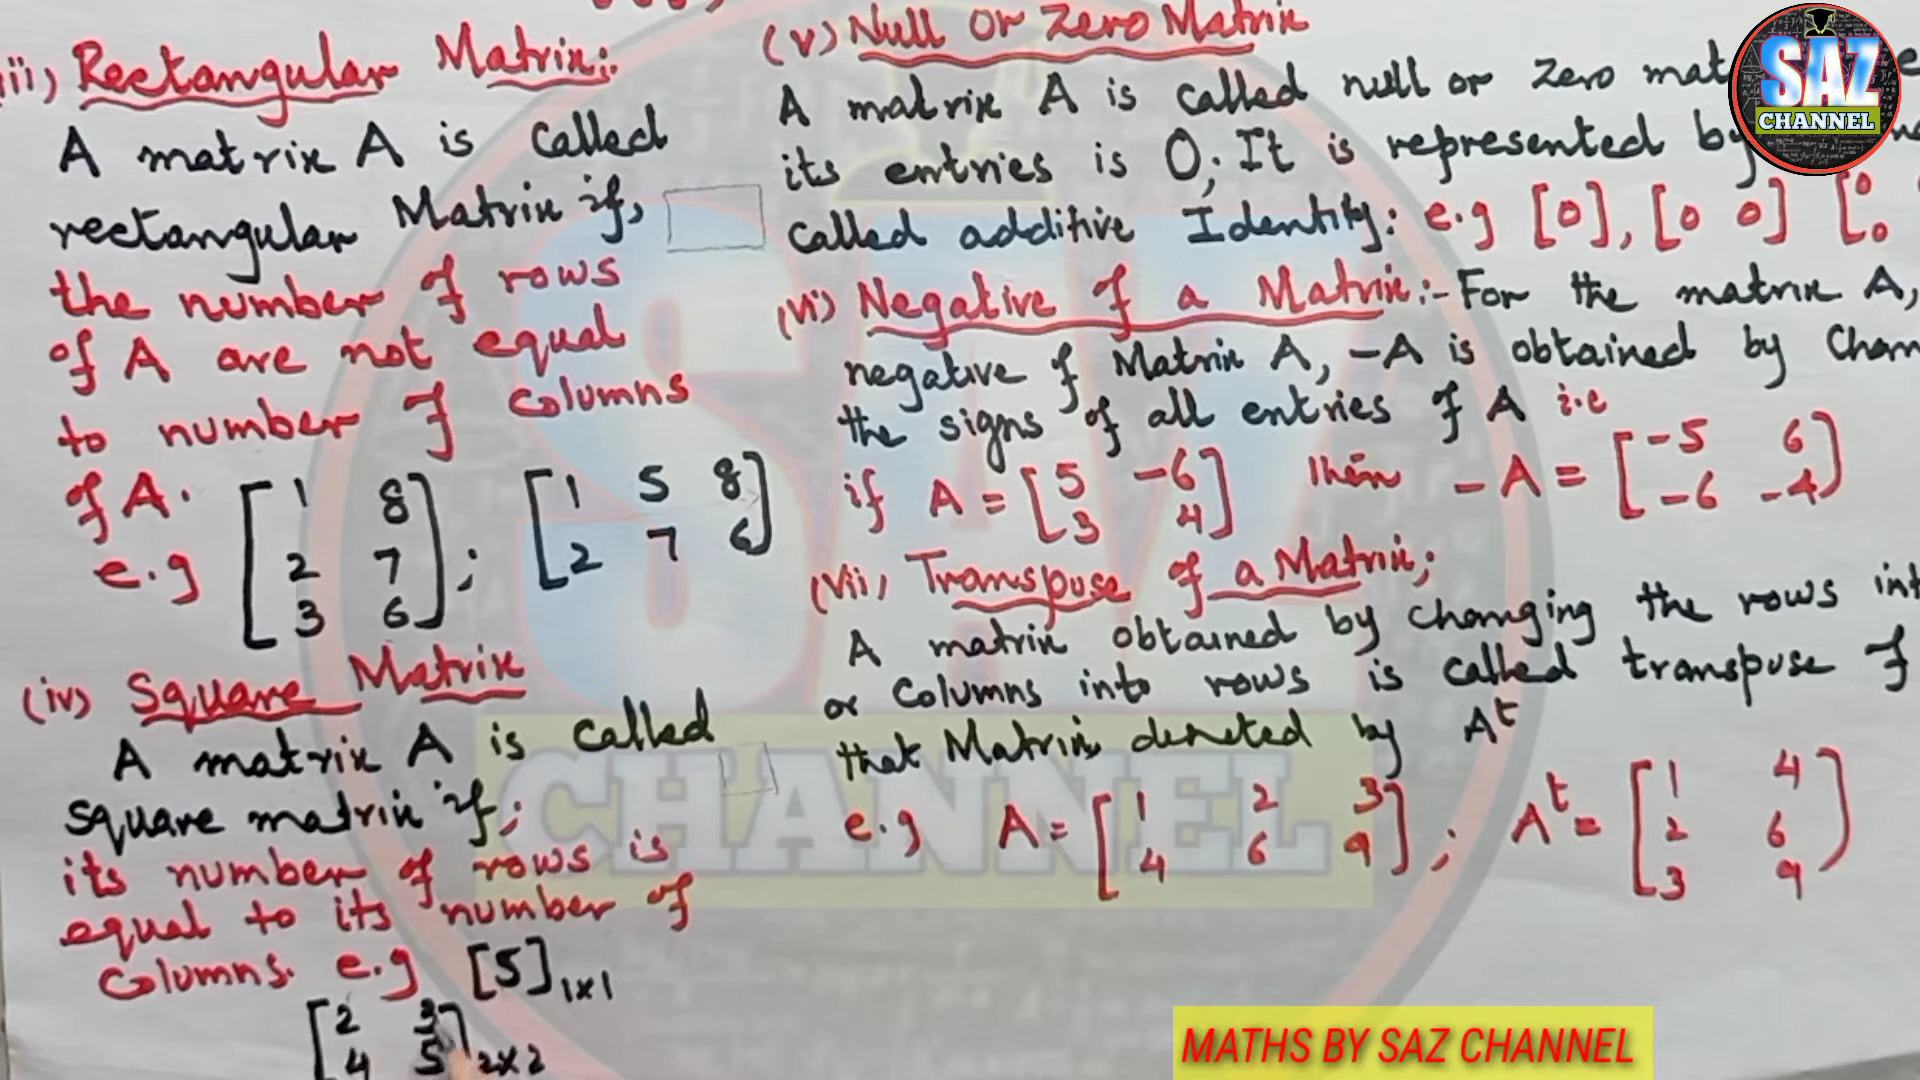 iii, Rectangular Matrix:
A matrix A is called
rectangular Matrix if,
the number of rows
of A are not equal
to number of columns
of A.
e.g [1 8
2 7
3 6] ; [1 5 8
2 7 6]
(iv) Square Matrix
A matrix A is called
square matrix if;
its number of rows is
equal to its number of
Columns. e.g [5]1x1
[2 3
4 5]2x2
(v) Null or Zero Matrix
A matrix A is called null or zero mat
its entries is 0; It is represented by
called additive Identity: e.g [0], [0 0] [0
0
(vi) Negative of a Matrix:- For the matrix A,
negative of Matrix A, -A is obtained by Chan
the signs of all entries of A i.e
if A = [5 -6
3 4] then -A = [-5 6
-6 -4]
(vii, Transpuse of a Matrix;
A matrix obtained by changing the rows int
or Columns into rows is called transpuse of
that Matrix denoted by Aᵗ
e.g A = [1 2 3
4 6 9] ; Aᵗ = [1 4
2 6
3 9]
SAZ
CHANNEL
SAZ
CHANNEL
MATHS BY SAZ CHANNEL